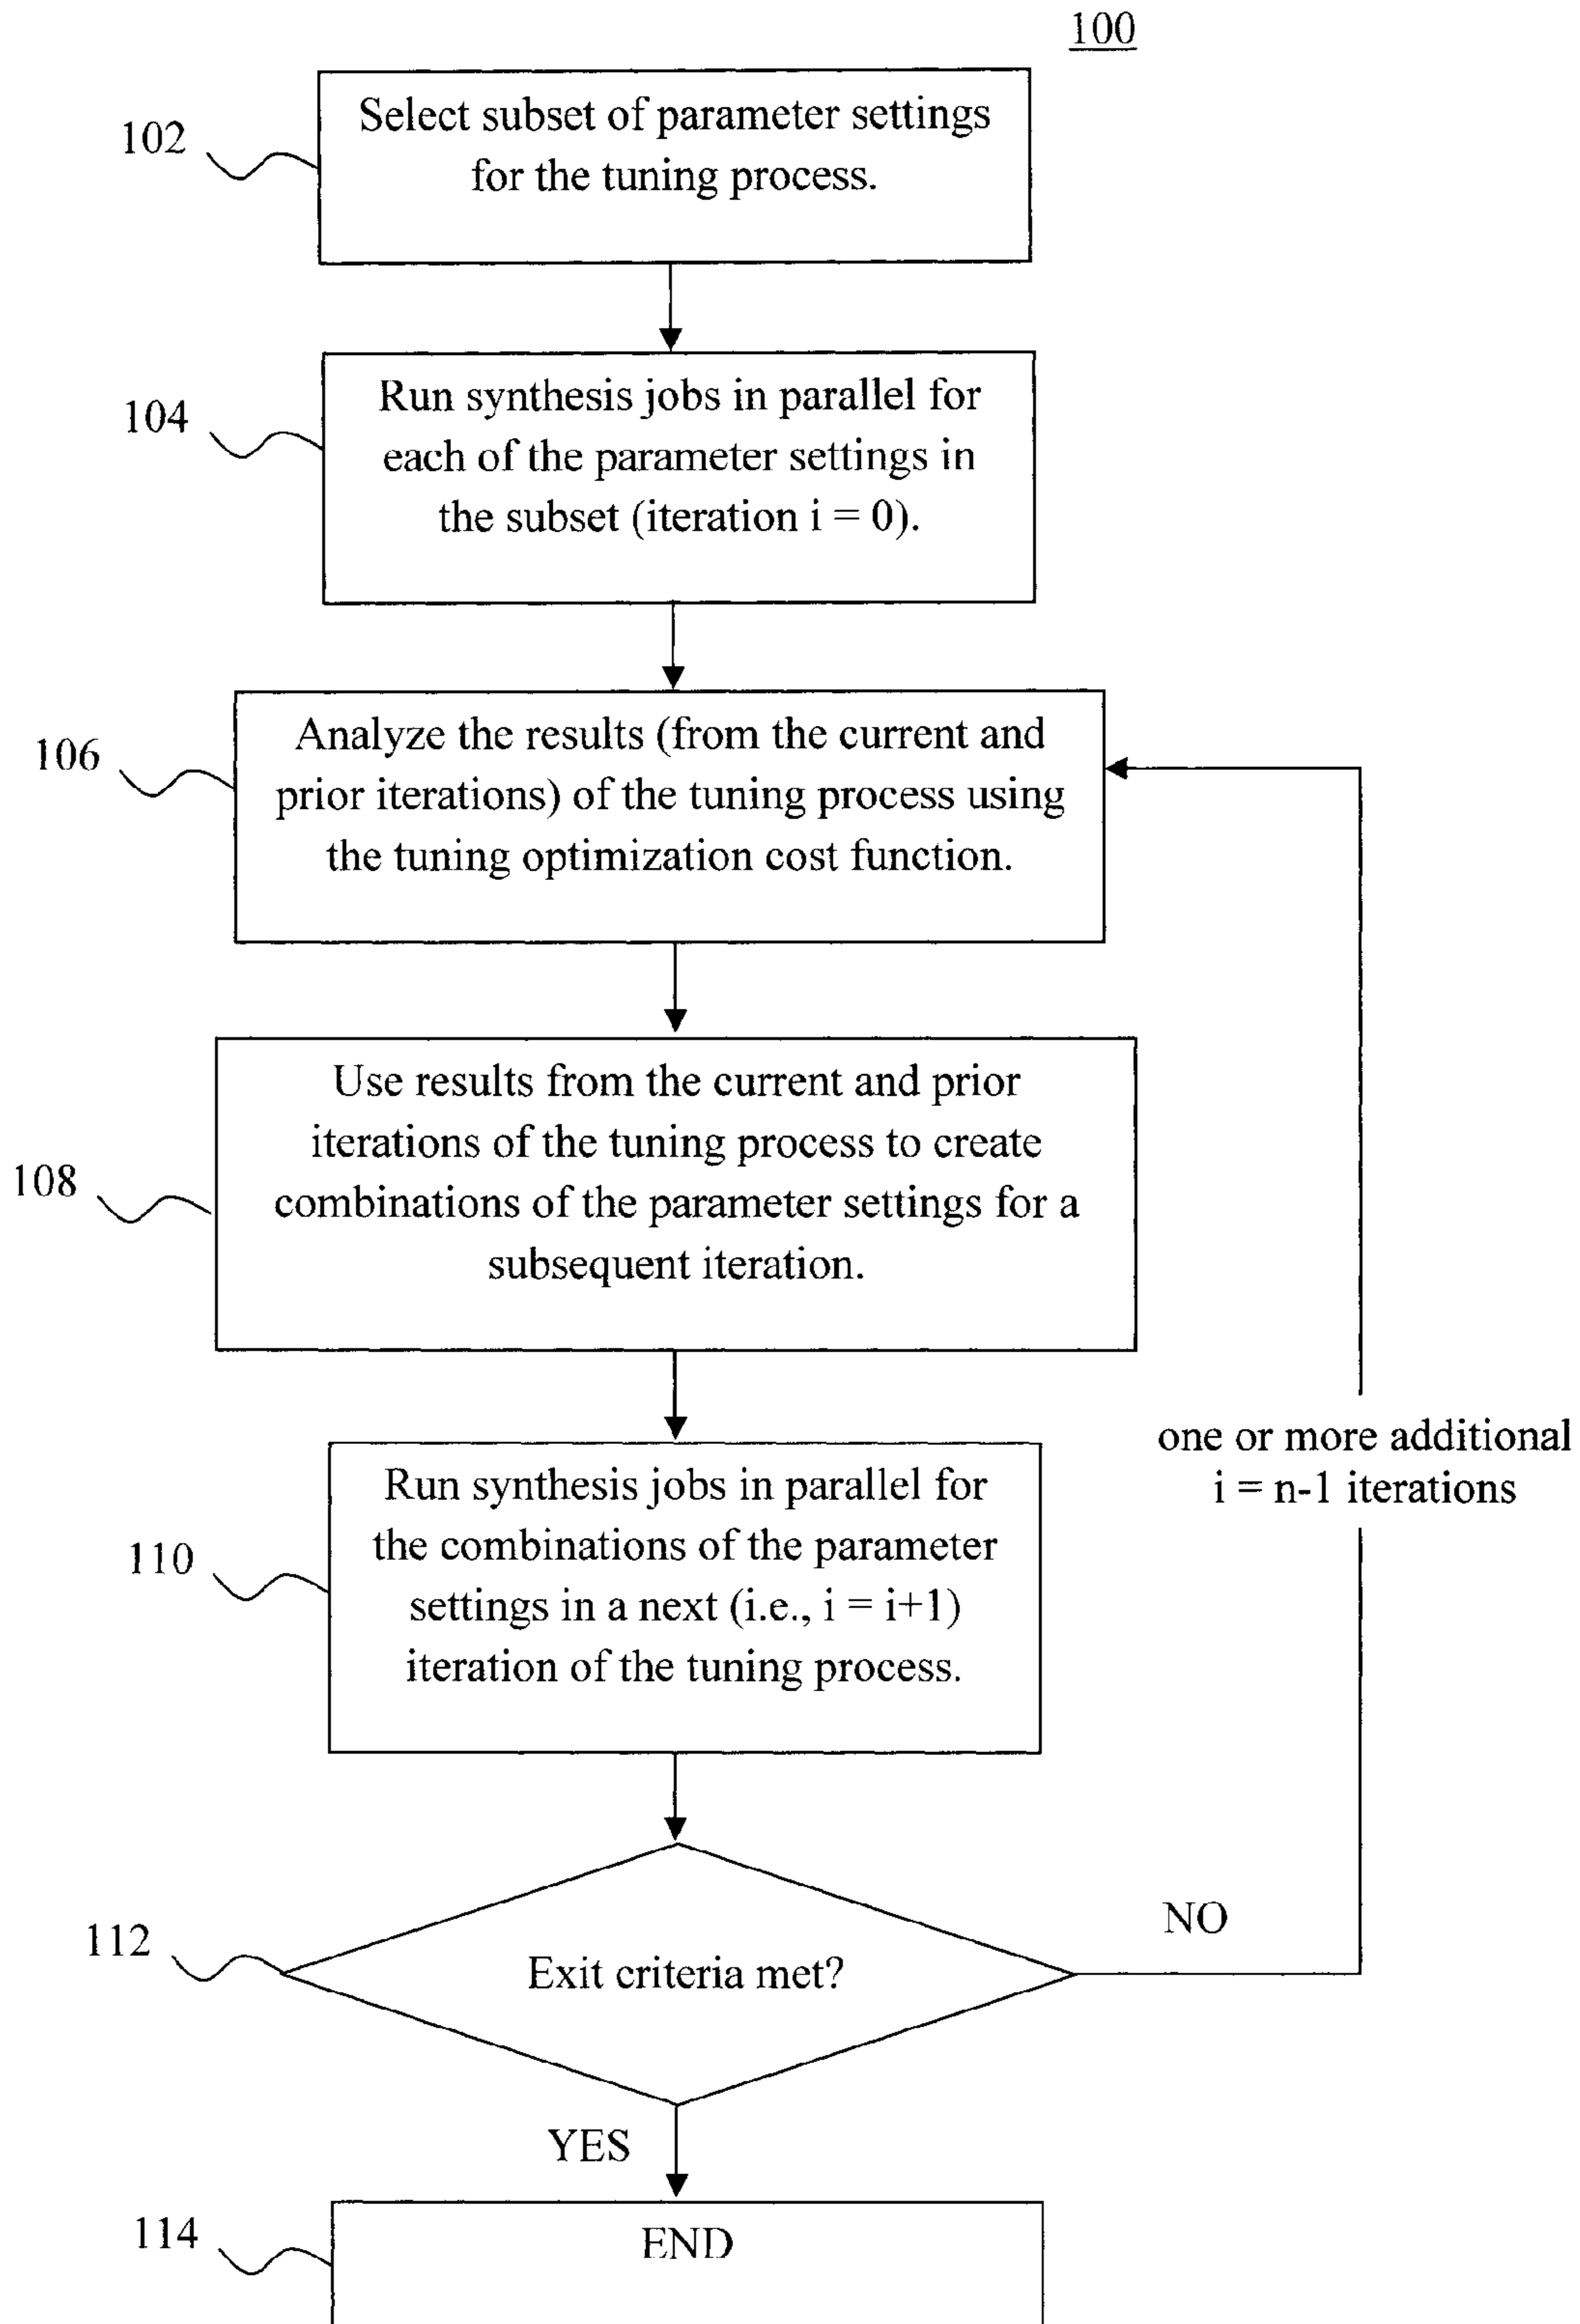 100
102
Select subset of parameter settings
for the tuning process.
104
Run synthesis jobs in parallel for
each of the parameter settings in
the subset (iteration i = 0).
106
Analyze the results (from the current and
prior iterations) of the tuning process using
the tuning optimization cost function.
108
Use results from the current and prior
iterations of the tuning process to create
combinations of the parameter settings for a
subsequent iteration.
one or more additional
i = n-1 iterations
110
Run synthesis jobs in parallel for
the combinations of the parameter
settings in a next (i.e., i = i+1)
iteration of the tuning process.
112
Exit criteria met?
NO
YES
114
END